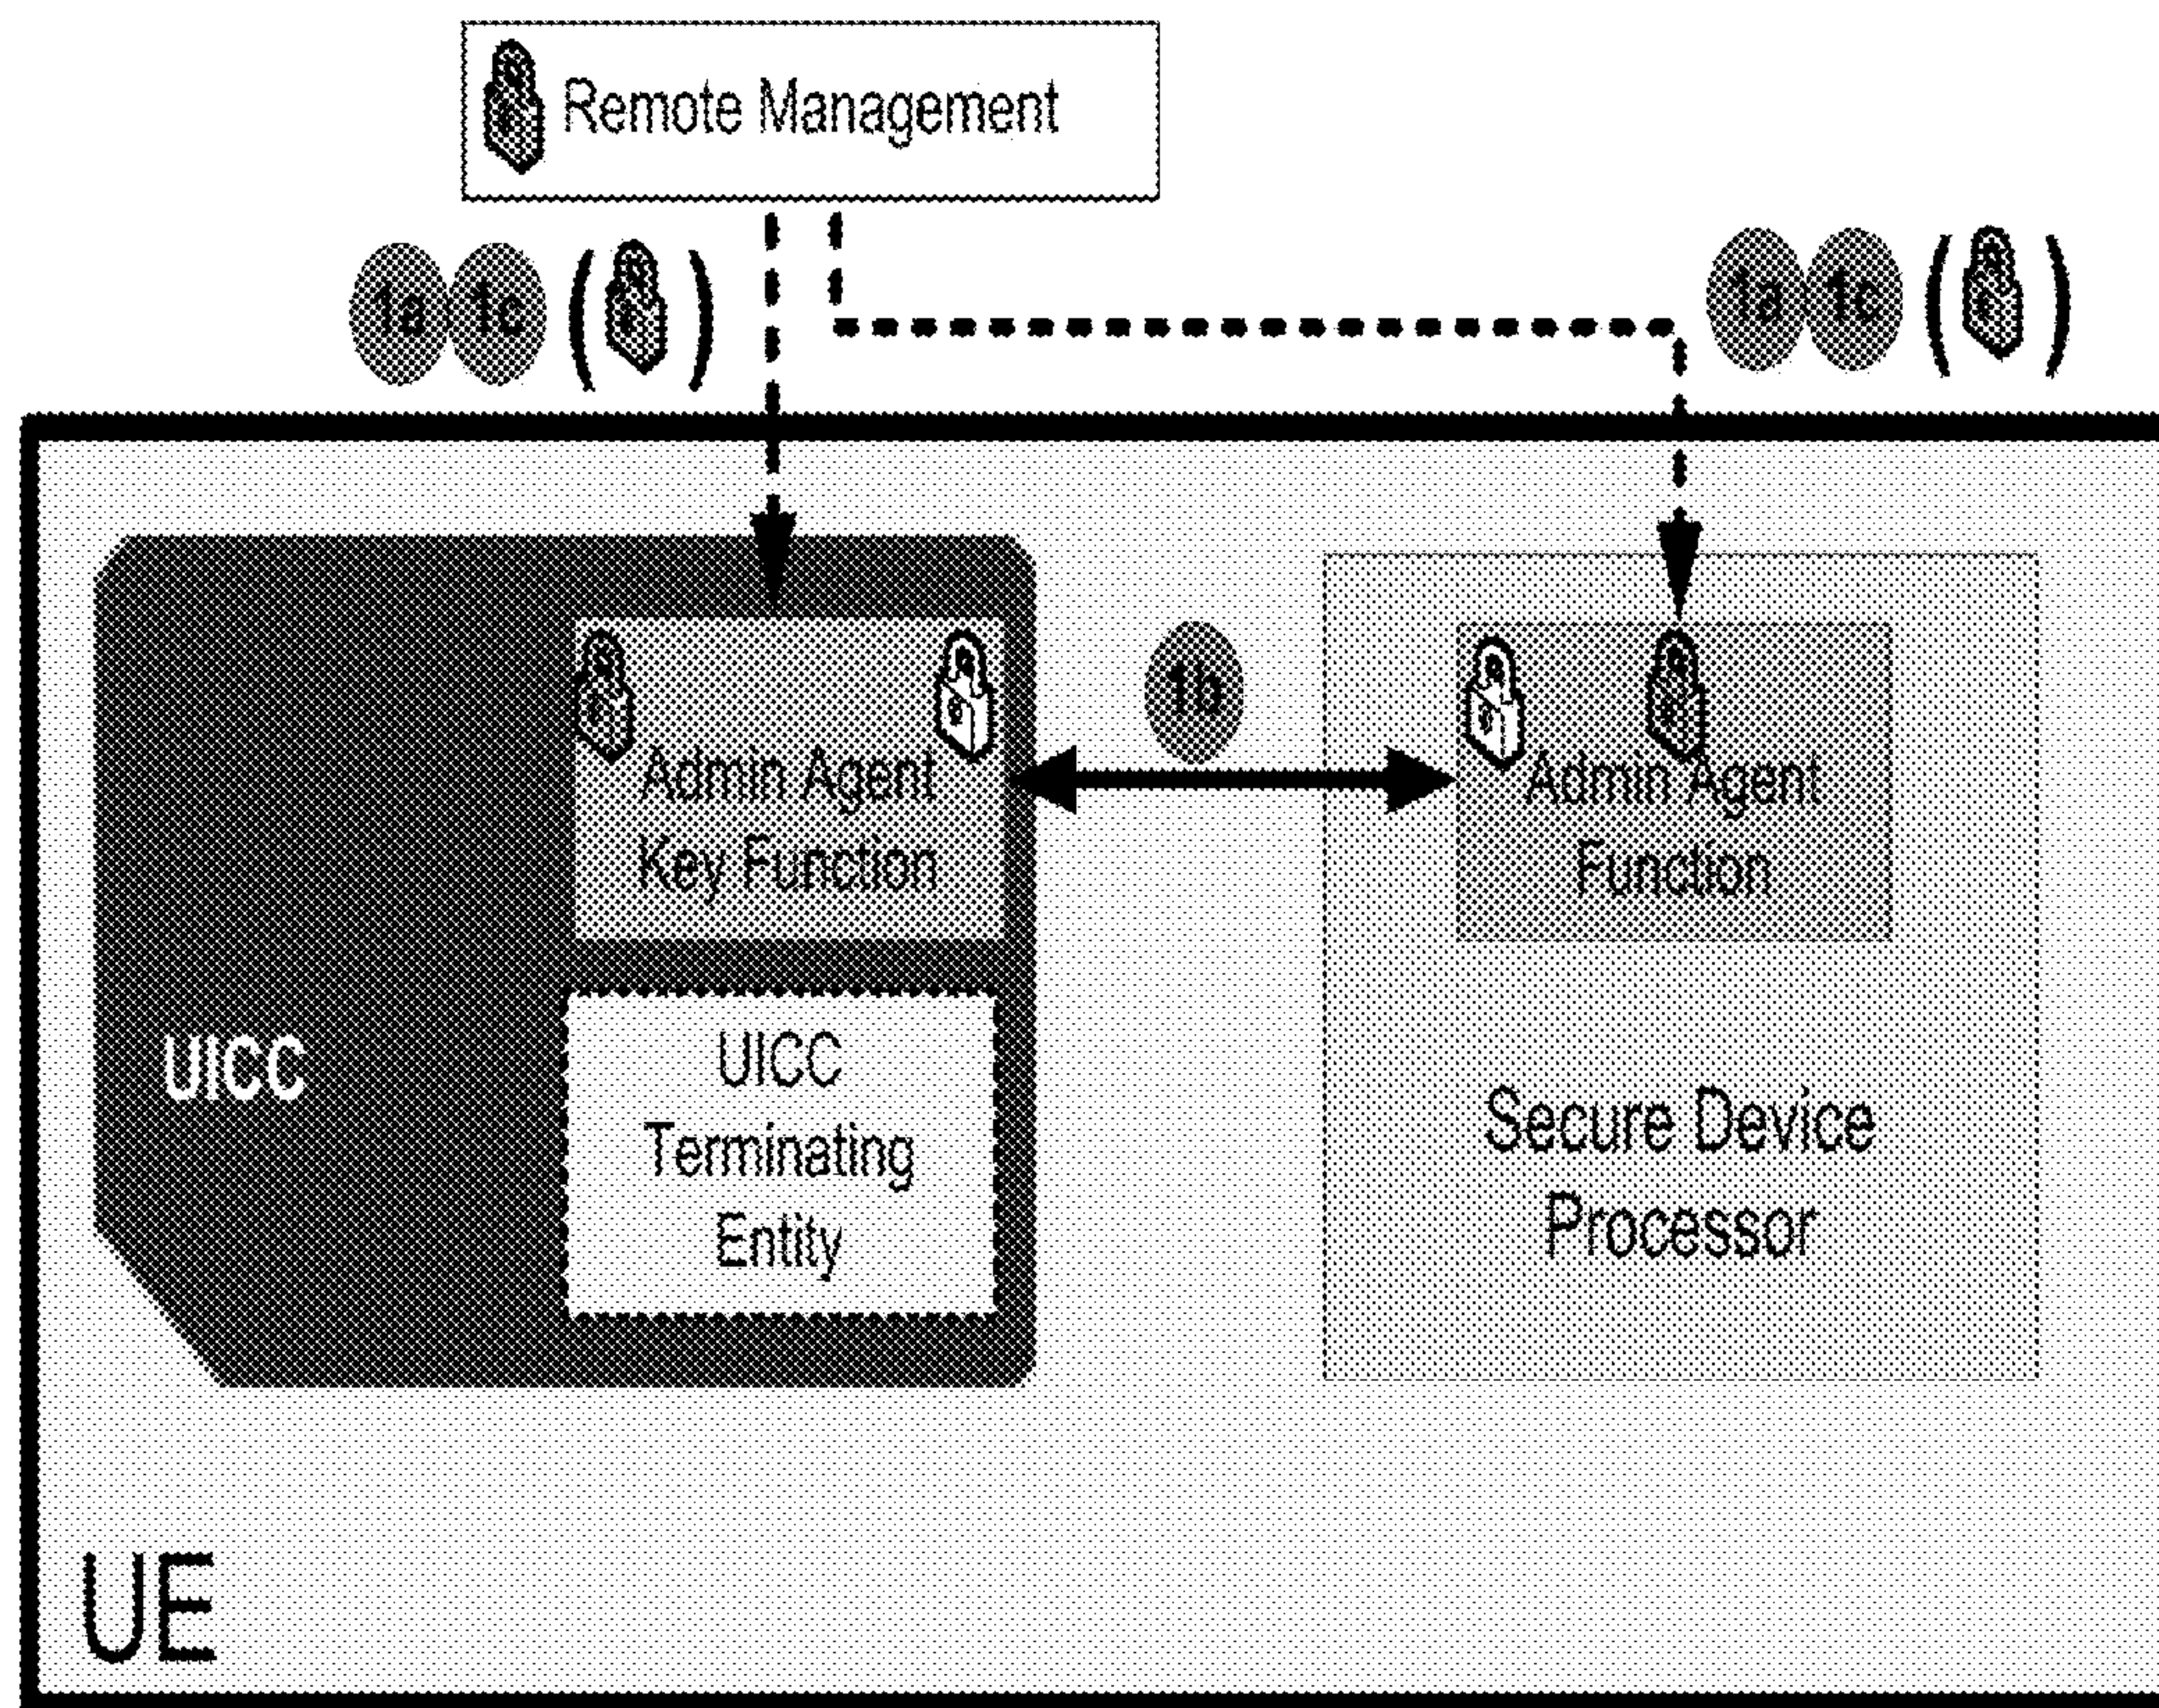 Remote Management
1a 1c ( )
1a 1c ( )
1b
Admin Agent
Key Function
Admin Agent
Function
UICC
UICC
Terminating
Entity
Secure Device
Processor
UE